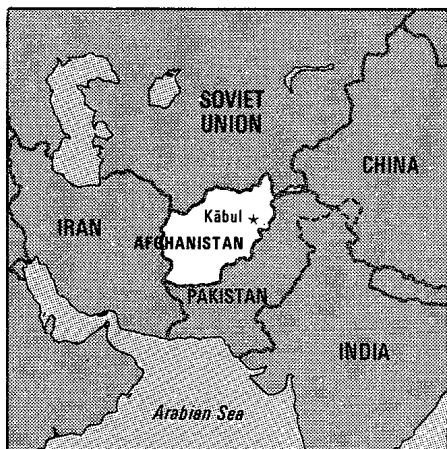 SOVIET
UNION
CHINA
Kābul
IRAN
AFGHANISTAN
PAKISTAN
INDIA
Arabian Sea